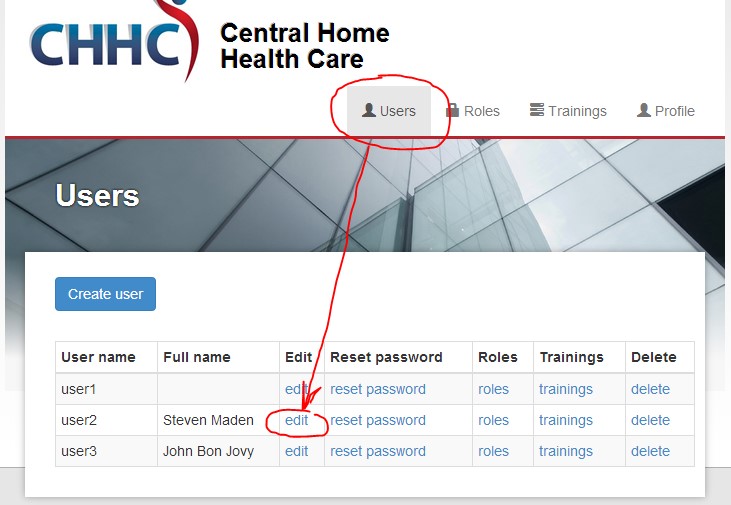 CHHC
Central Home
Health Care
Users Roles Trainings Profile
Users
Create user
User name Full name Edit Reset password Roles Trainings Delete
user1 edit reset password roles trainings delete
user2 Steven Maden edit reset password roles trainings delete
user3 John Bon Jovy edit reset password roles trainings delete